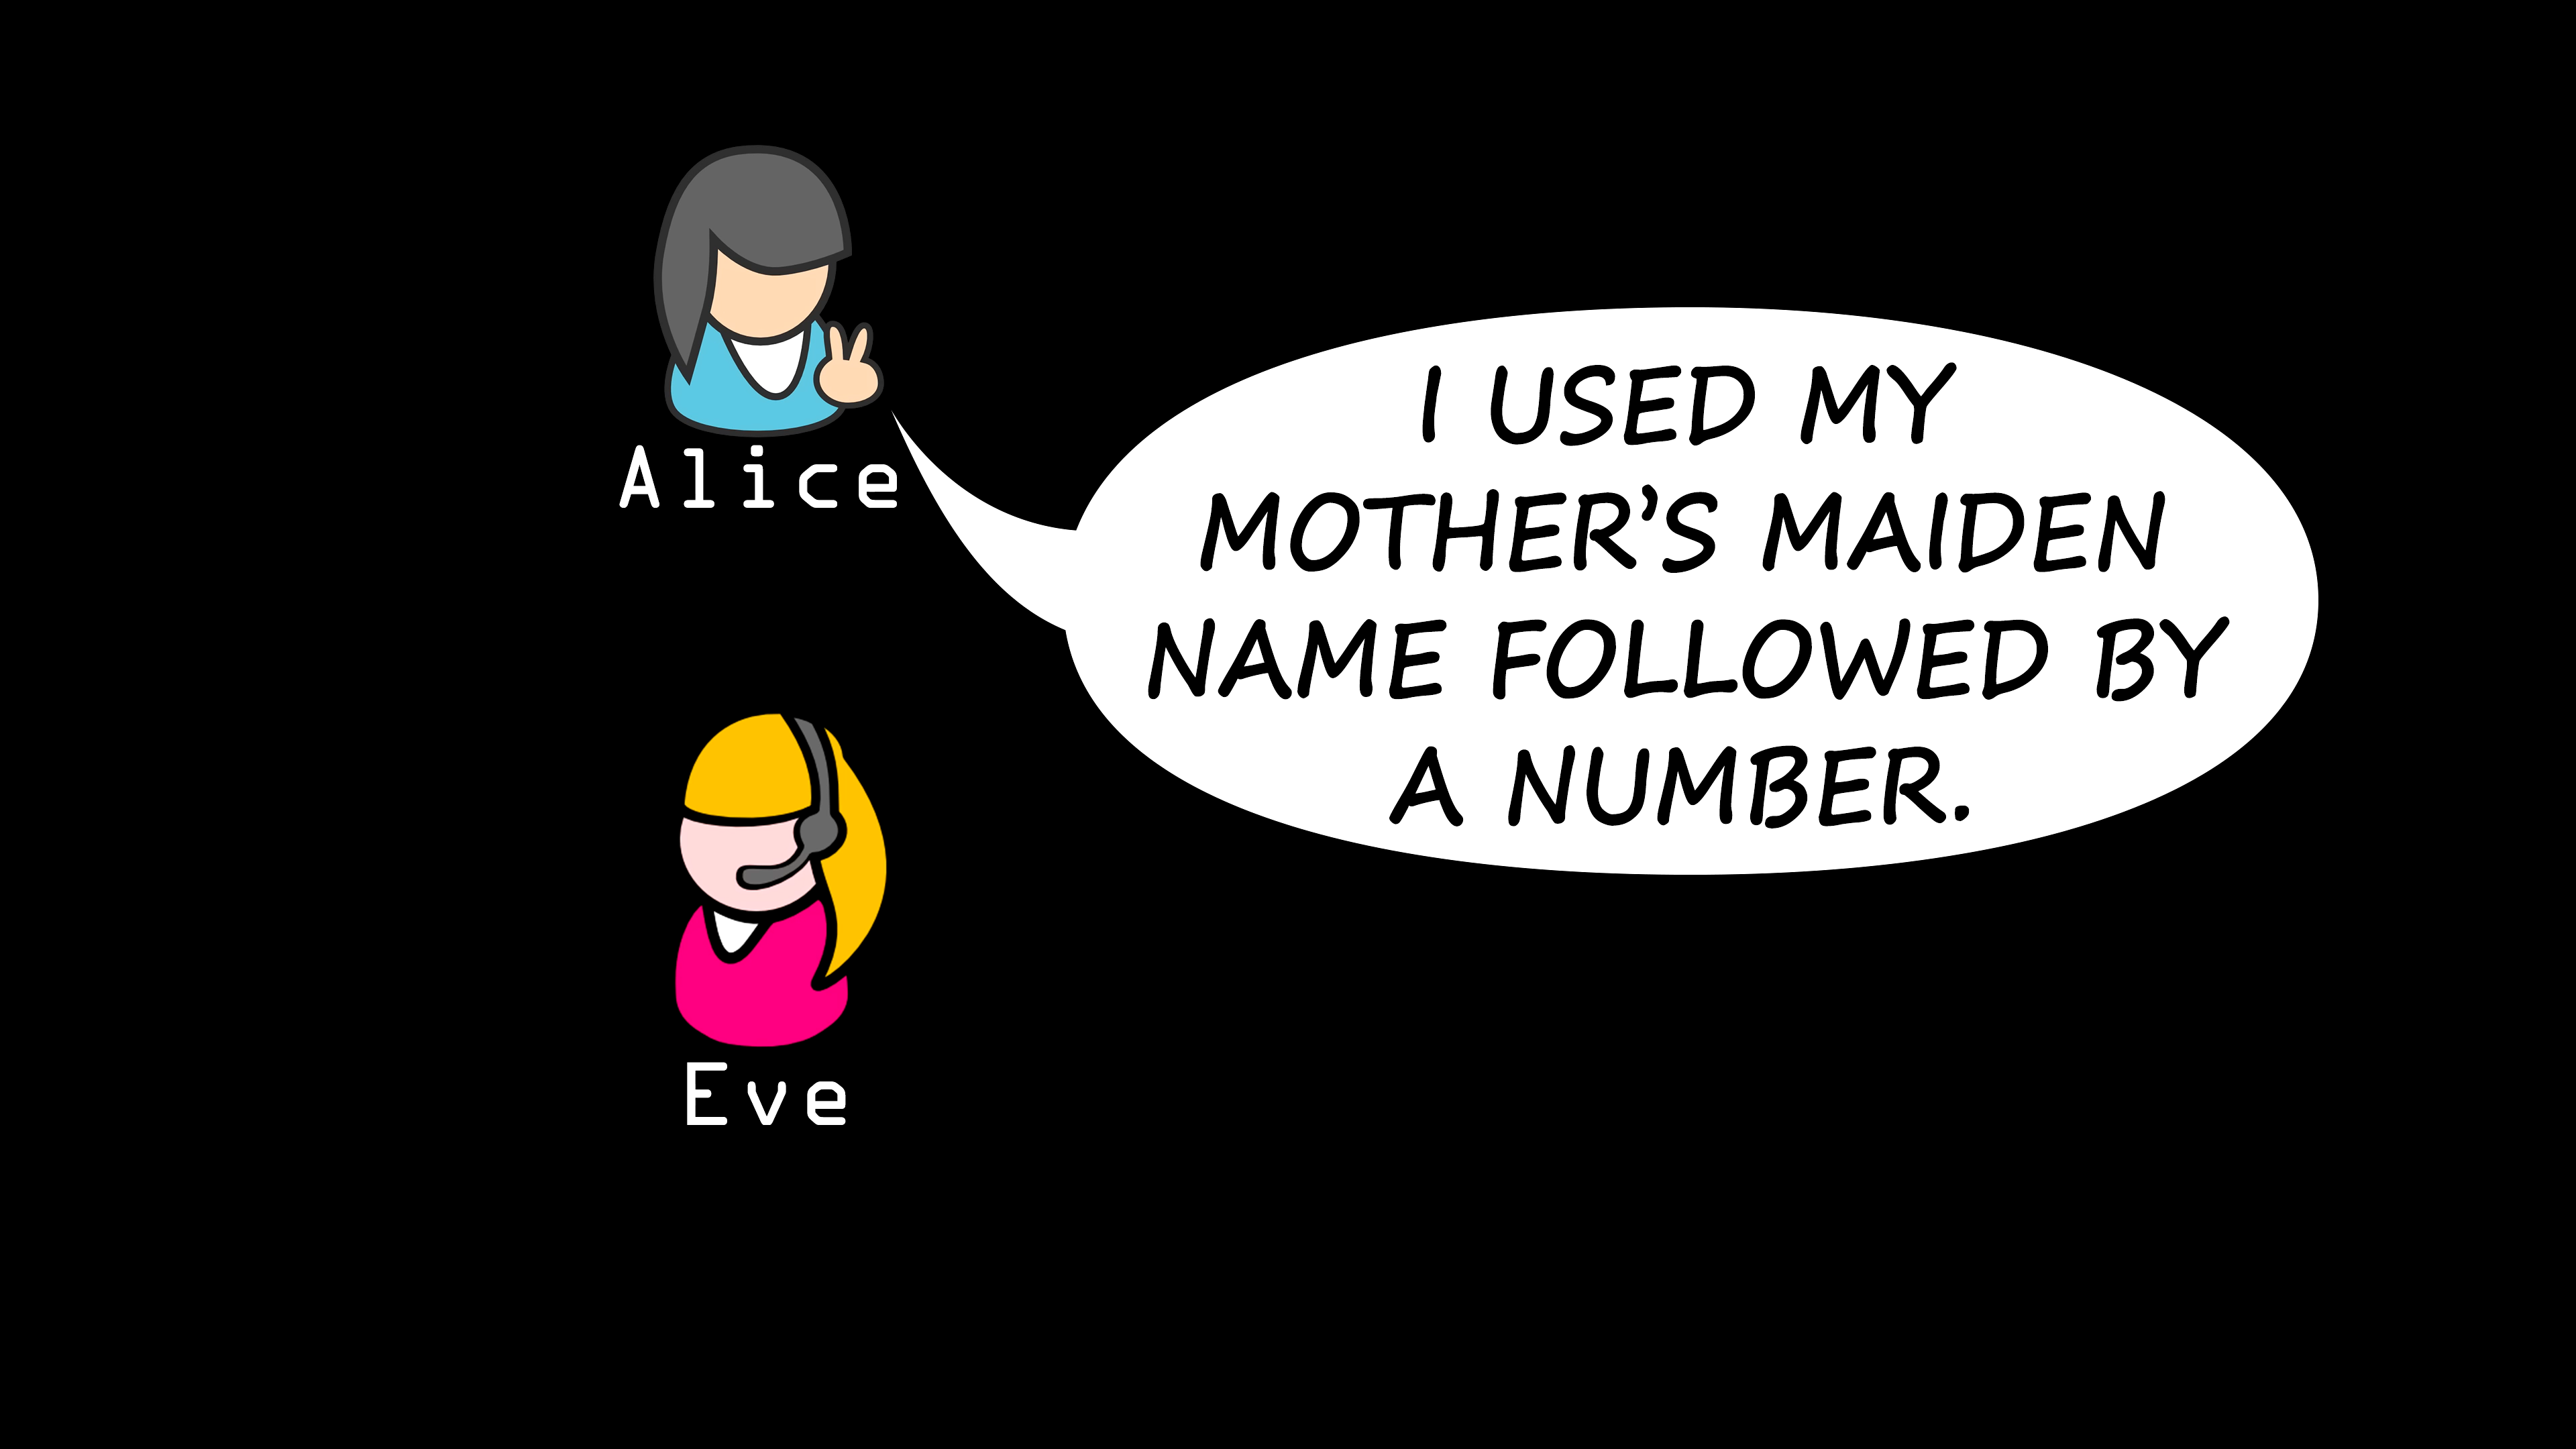 Alice
I USED MY
MOTHER’S MAIDEN
NAME FOLLOWED BY
A NUMBER.
Eve